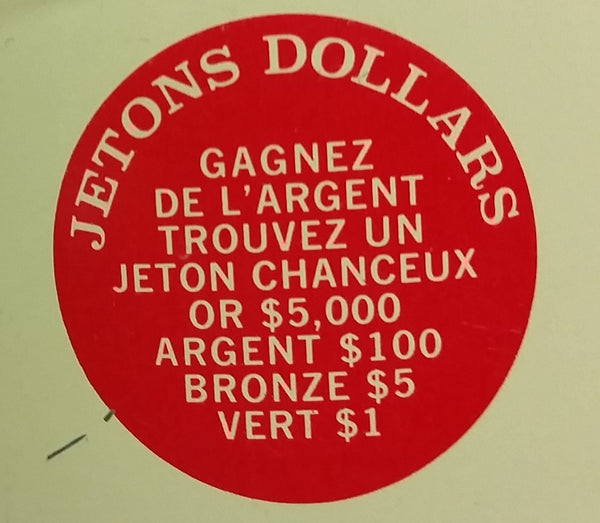 JETONS DOLLARS
GAGNEZ
DE L'ARGENT
TROUVEZ UN
JETON CHANCEUX
OR $5,000
ARGENT $100
BRONZE $5
VERT $1